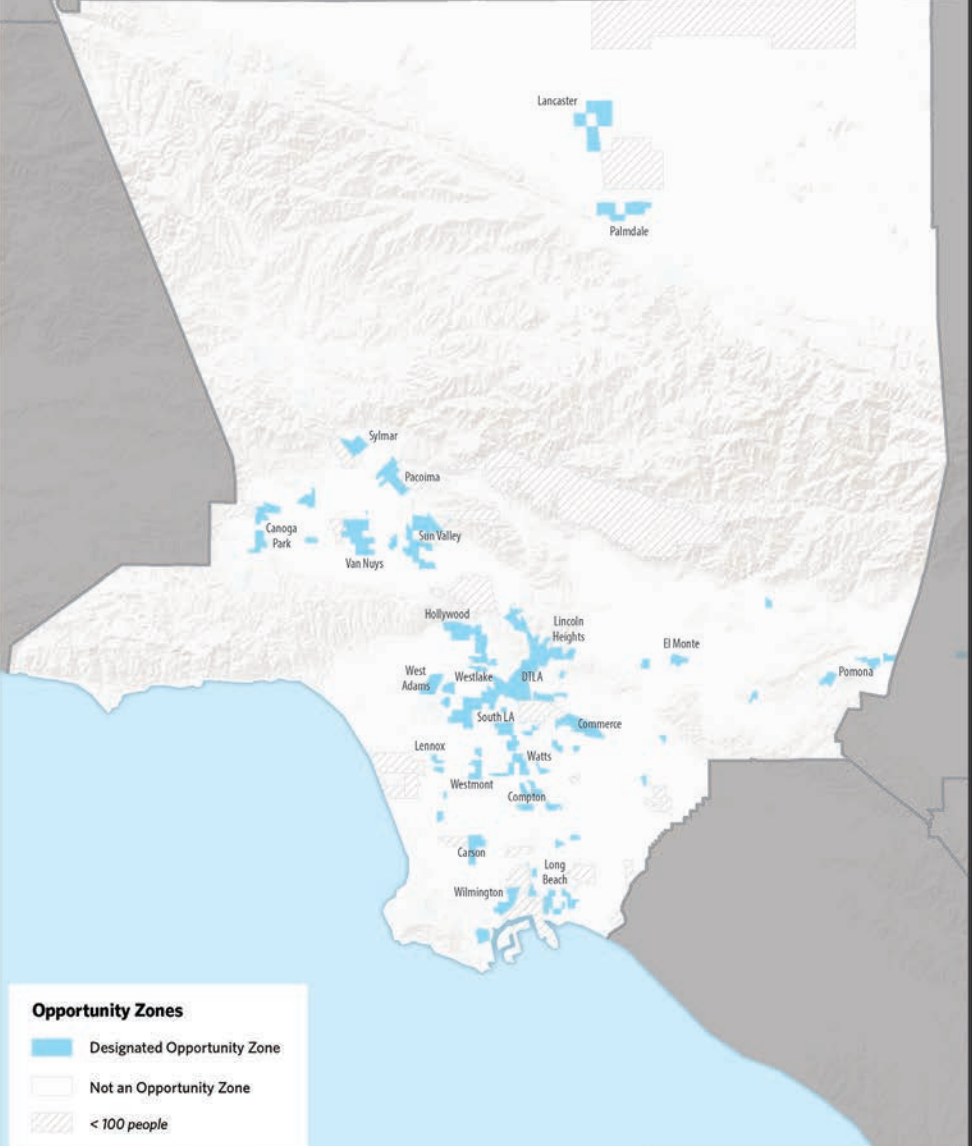 Lancaster
Palmdale
Sylmar
Pacoima
Canoga
Park
Sun Valley
Van Nuys
Hollywood
Lincoln
Heights
El Monte
West
Adams
Westlake
DTLA
Pomona
South LA
Commerce
Lennox
Watts
Westmont
Compton
Carson
Long
Beach
Wilmington
Opportunity Zones
Designated Opportunity Zone
Not an Opportunity Zone
< 100 people